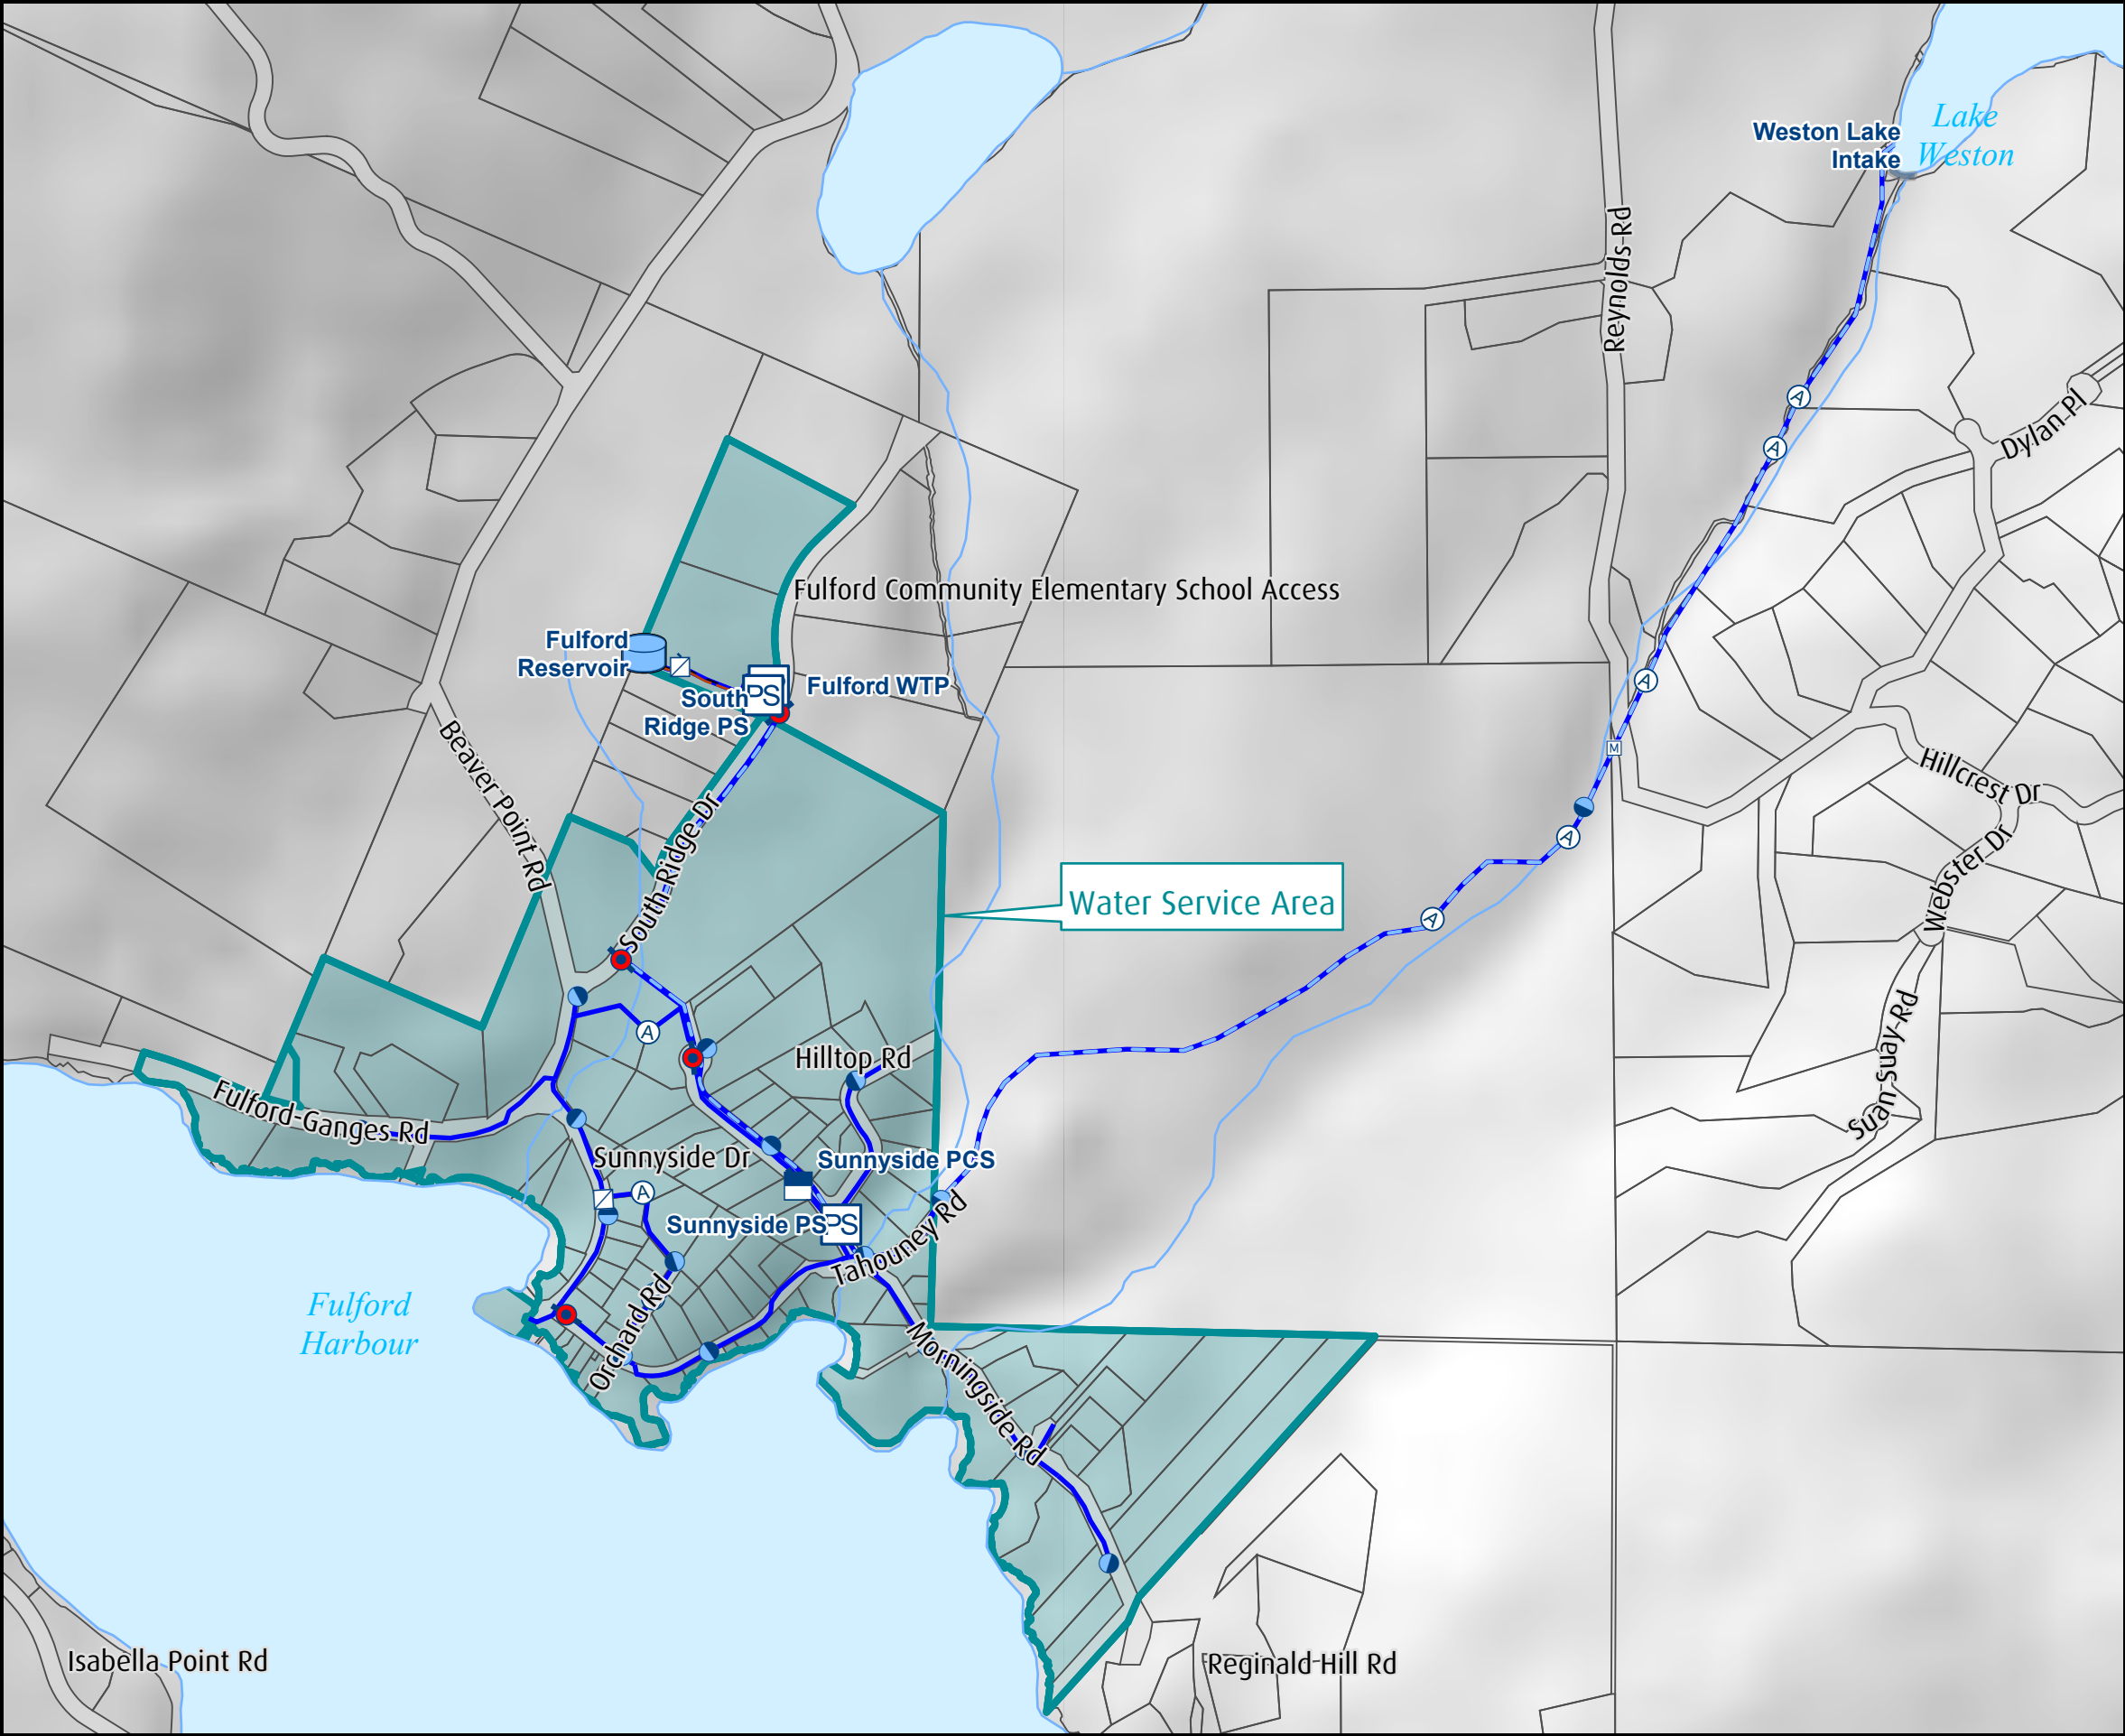 Weston Lake
Intake
Lake
Weston
Reynolds Rd
Dylan Pl
Fulford Community Elementary School Access
Fulford
Reservoir
PS
Fulford WTP
South
Ridge PS
A
A
A
M
A
A
Beaver Point Rd
South Ridge Dr
Hillcrest Dr
Webster Dr
Water Service Area
Suan Suay Rd
A
Hilltop Rd
Fulford-Ganges Rd
Sunnyside Dr
Sunnyside PCS
A
Sunnyside PS
PS
Tahouney Rd
Orchard Rd
Fulford
Harbour
Morningside Rd
Isabella Point Rd
Reginald Hill Rd